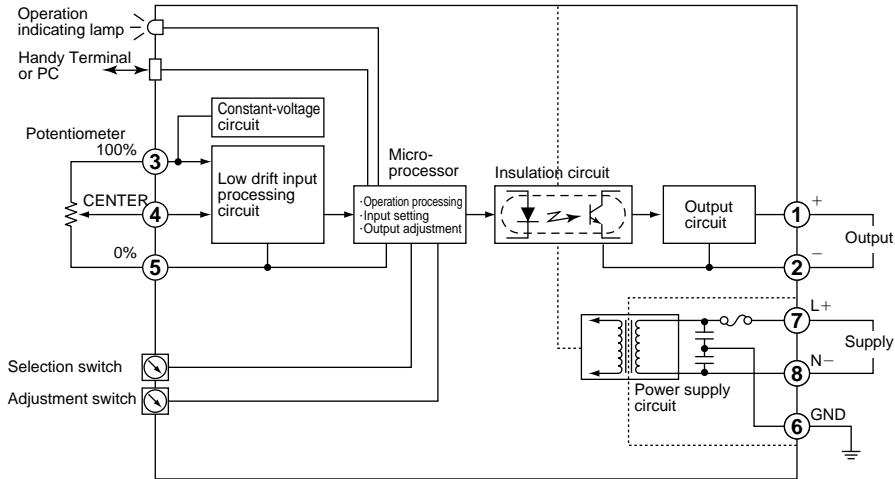 Operation
indicating lamp
Handy Terminal
or PC
Constant-voltage
circuit
Potentiometer
100%
3
Low drift input
processing
circuit
CENTER
4
0%
5
Micro-
processor
·Operation processing
·Input setting
·Output adjustment
Insulation circuit
Output
circuit
1
+
Output
2
−
L+
7
Supply
N−
8
Power supply
circuit
GND
6
Selection switch
Adjustment switch